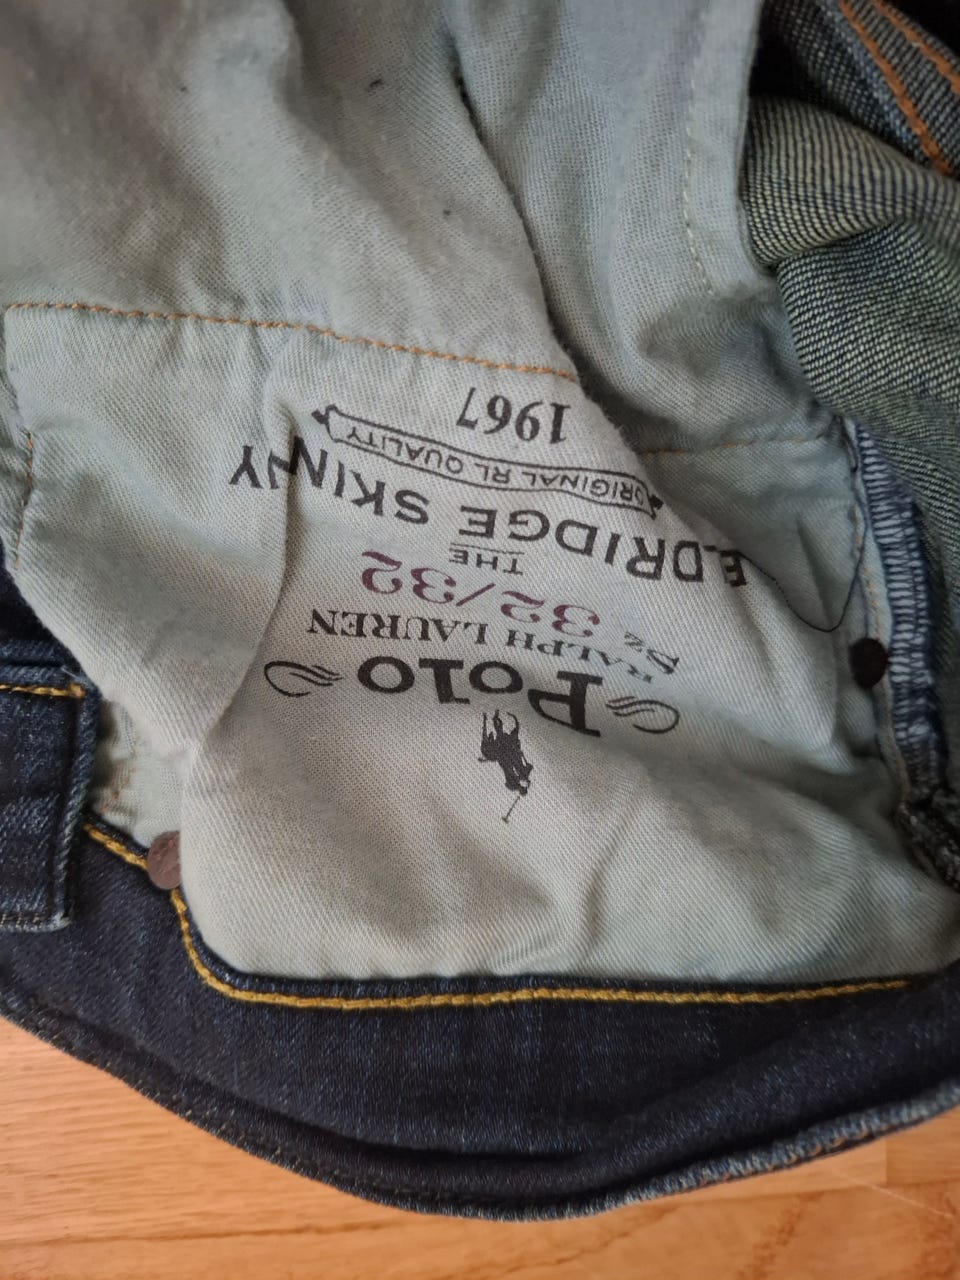 Polo
RALPH LAUREN
Sz 32/32
THE
ELDRIDGE SKINNY
ORIGINAL RL QUALITY
1967